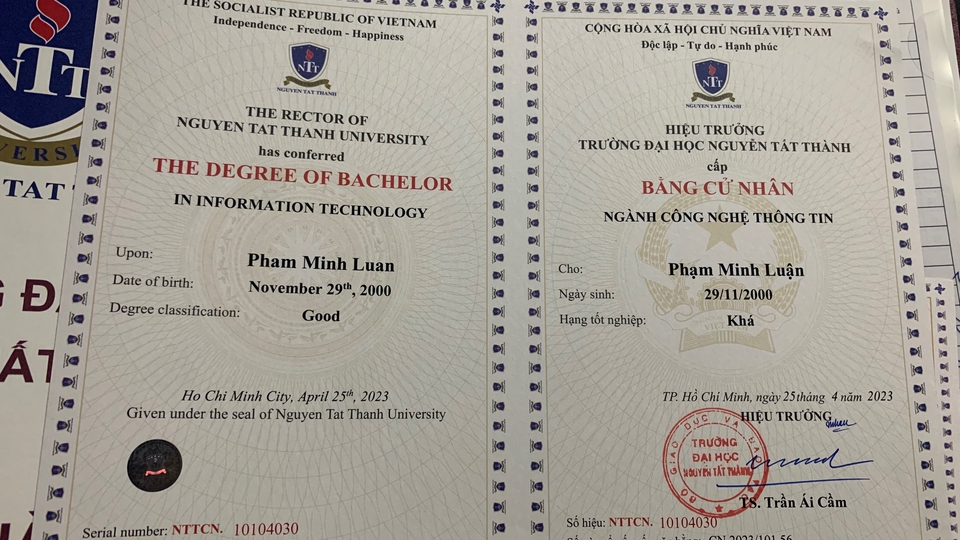 THE SOCIALIST REPUBLIC OF VIETNAM
Independence - Freedom - Happiness
NTT
NGUYEN TAT THANH
THE RECTOR OF
NGUYEN TAT THANH UNIVERSITY
has conferred
THE DEGREE OF BACHELOR
IN INFORMATION TECHNOLOGY
Upon: Pham Minh Luan
Date of birth: November 29th, 2000
Degree classification: Good
Ho Chi Minh City, April 25th, 2023
Given under the seal of Nguyen Tat Thanh University
Serial number: NTTCN. 10104030
CỘNG HÒA XÃ HỘI CHỦ NGHĨA VIỆT NAM
Độc lập - Tự do - Hạnh phúc
NTT
NGUYEN TAT THANH
HIỆU TRƯỞNG
TRƯỜNG ĐẠI HỌC NGUYỄN TẤT THÀNH
cấp
BẰNG CỬ NHÂN
NGÀNH CÔNG NGHỆ THÔNG TIN
Cho: Phạm Minh Luận
Ngày sinh: 29/11/2000
Hạng tốt nghiệp: Khá
TP. Hồ Chí Minh, ngày 25 tháng 4 năm 2023
HIỆU TRƯỞNG
TRƯỜNG
ĐẠI HỌC
NGUYỄN TẤT THÀNH
TS. Trần Ái Cầm
Số hiệu: NTTCN. 10104030
NTT
TAT